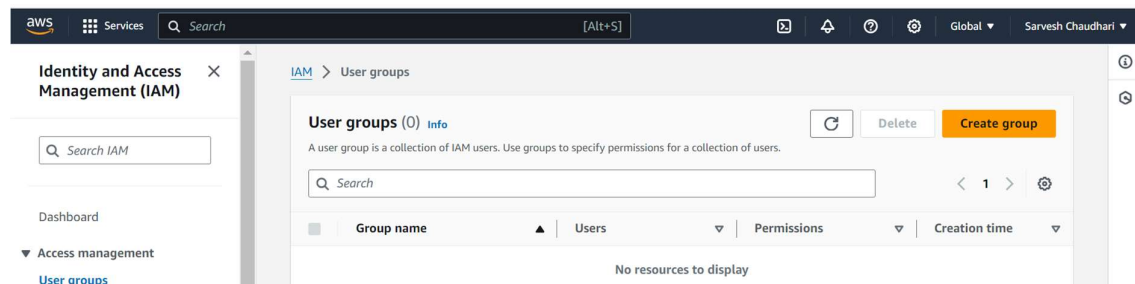 aws Services Search [Alt+S] Global Sarvesh Chaudhari
Identity and Access
Management (IAM)
Search IAM
Dashboard
Access management
User groups
IAM > User groups
User groups (0) Info
Delete
Create group
A user group is a collection of IAM users. Use groups to specify permissions for a collection of users.
Search
< 1 >
Group name Users Permissions Creation time
No resources to display